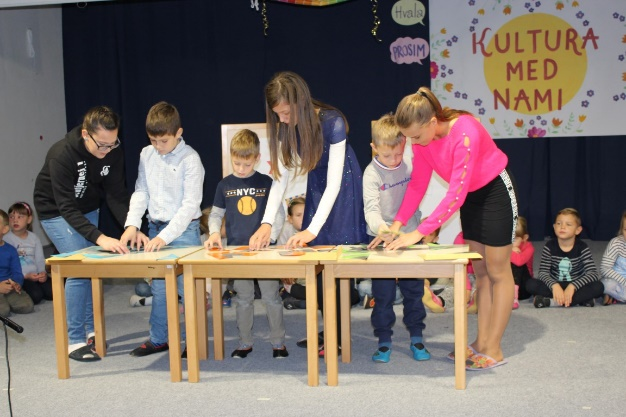 Hvala
PROSIM
KULTURA
MED
NAMI
NYC